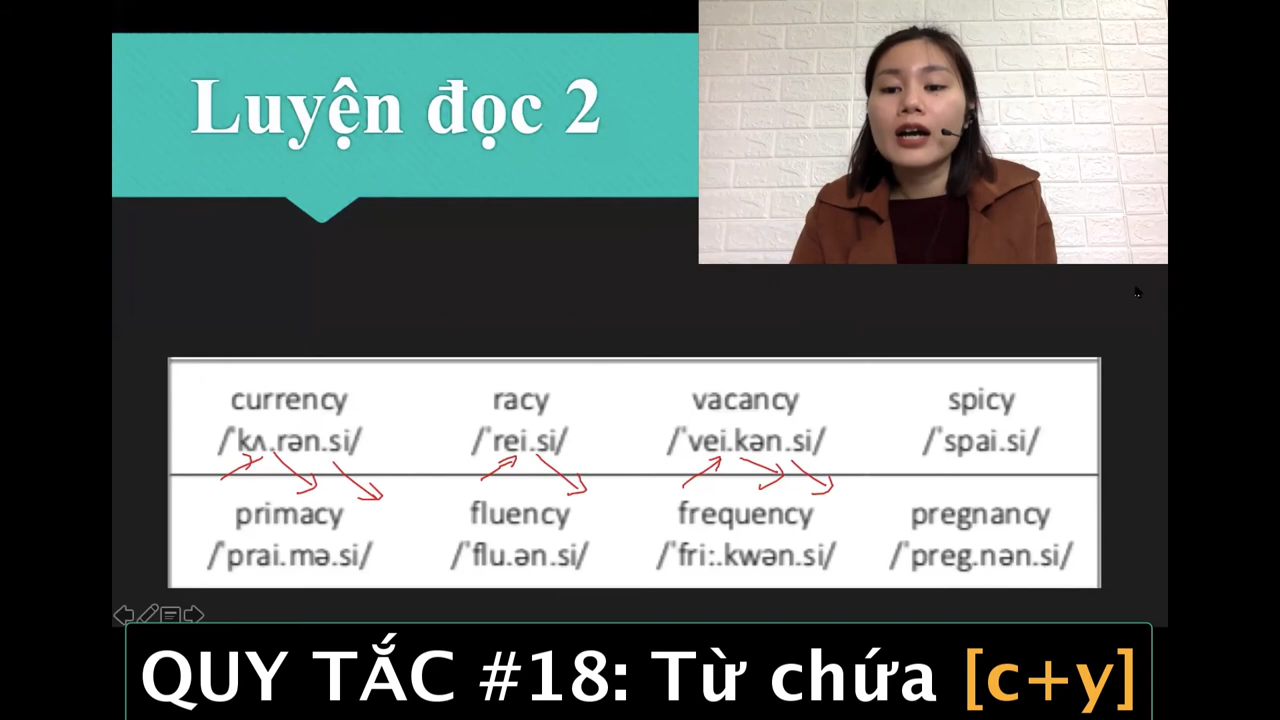 Luyện đọc 2
currency racy vacancy spicy
/ˈkʌ.rən.si/ /ˈrei.si/ /ˈvei.kən.si/ /ˈspai.si/
primacy fluency frequency pregnancy
/ˈprai.mə.si/ /ˈflu.ən.si/ /ˈfri:.kwən.si/ /ˈpreg.nən.si/
QUY TẮC #18: Từ chứa [c+y]